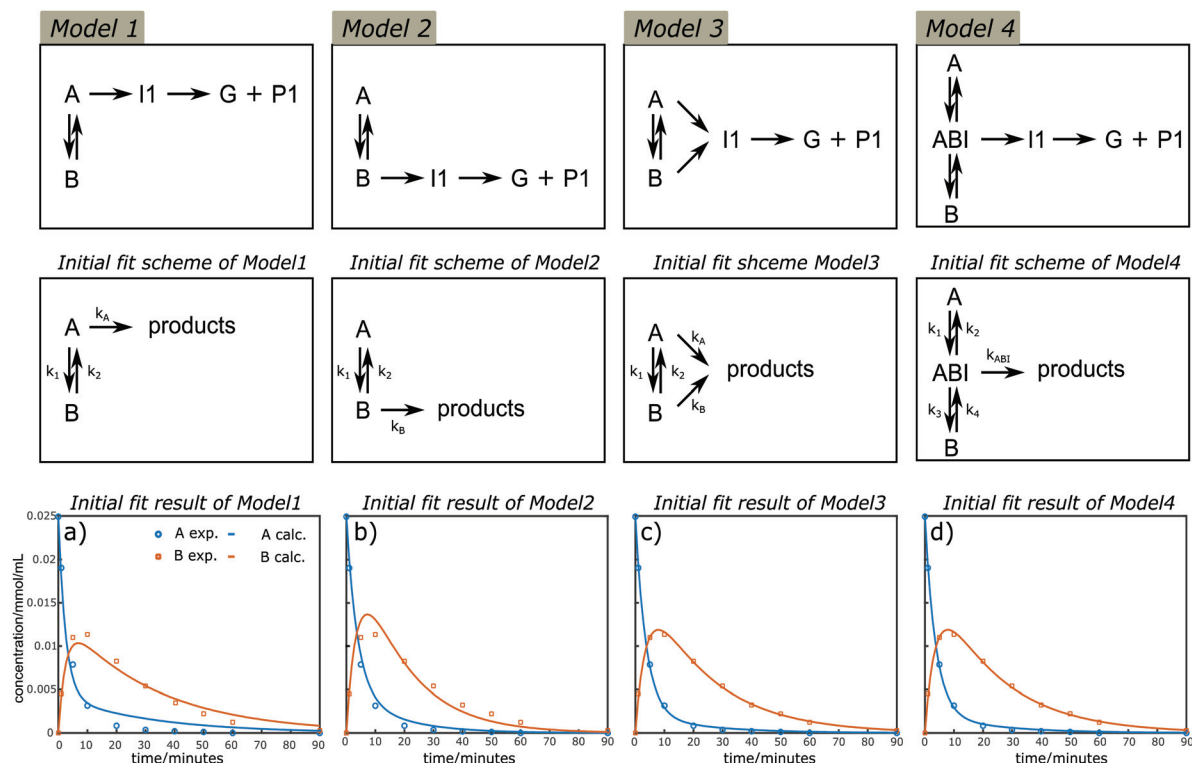 Model 1
Model 2
Model 3
Model 4
A → I1 → G + P1
B
A
B → I1 → G + P1
A
I1 → G + P1
B
A
ABI → I1 → G + P1
B
Initial fit scheme of Model1
Initial fit scheme of Model2
Initial fit shceme Model3
Initial fit scheme of Model4
kA
A → products
k1 k2
B
A
k1 k2
B → products
kB
A kA
k1 k2 products
B kB
A
k1 k2
kABI
ABI → products
k3 k4
B
Initial fit result of Model1
Initial fit result of Model2
Initial fit result of Model3
Initial fit result of Model4
concentration/mmol/mL
0.025
0.02
0.015
0.01
0.005
0
a)
A exp. A calc.
B exp. B calc.
b)
c)
d)
0 10 20 30 40 50 60 70 80 90
0 10 20 30 40 50 60 70 80 90
0 10 20 30 40 50 60 70 80 90
0 10 20 30 40 50 60 70 80 90
time/minutes
time/minutes
time/minutes
time/minutes